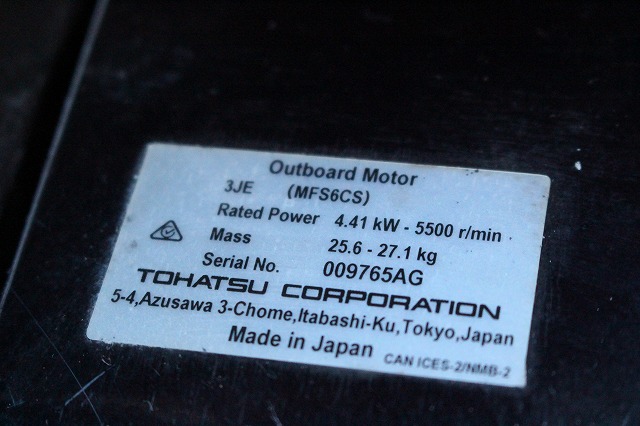 Outboard Motor
3JE (MFS6CS)
Rated Power 4.41 kW - 5500 r/min
Mass 25.6 - 27.1 kg
Serial No. 009765AG
TOHATSU CORPORATION
5-4,Azusawa 3-Chome,Itabashi-Ku,Tokyo,Japan
Made in Japan CAN ICES-2/NMB-2